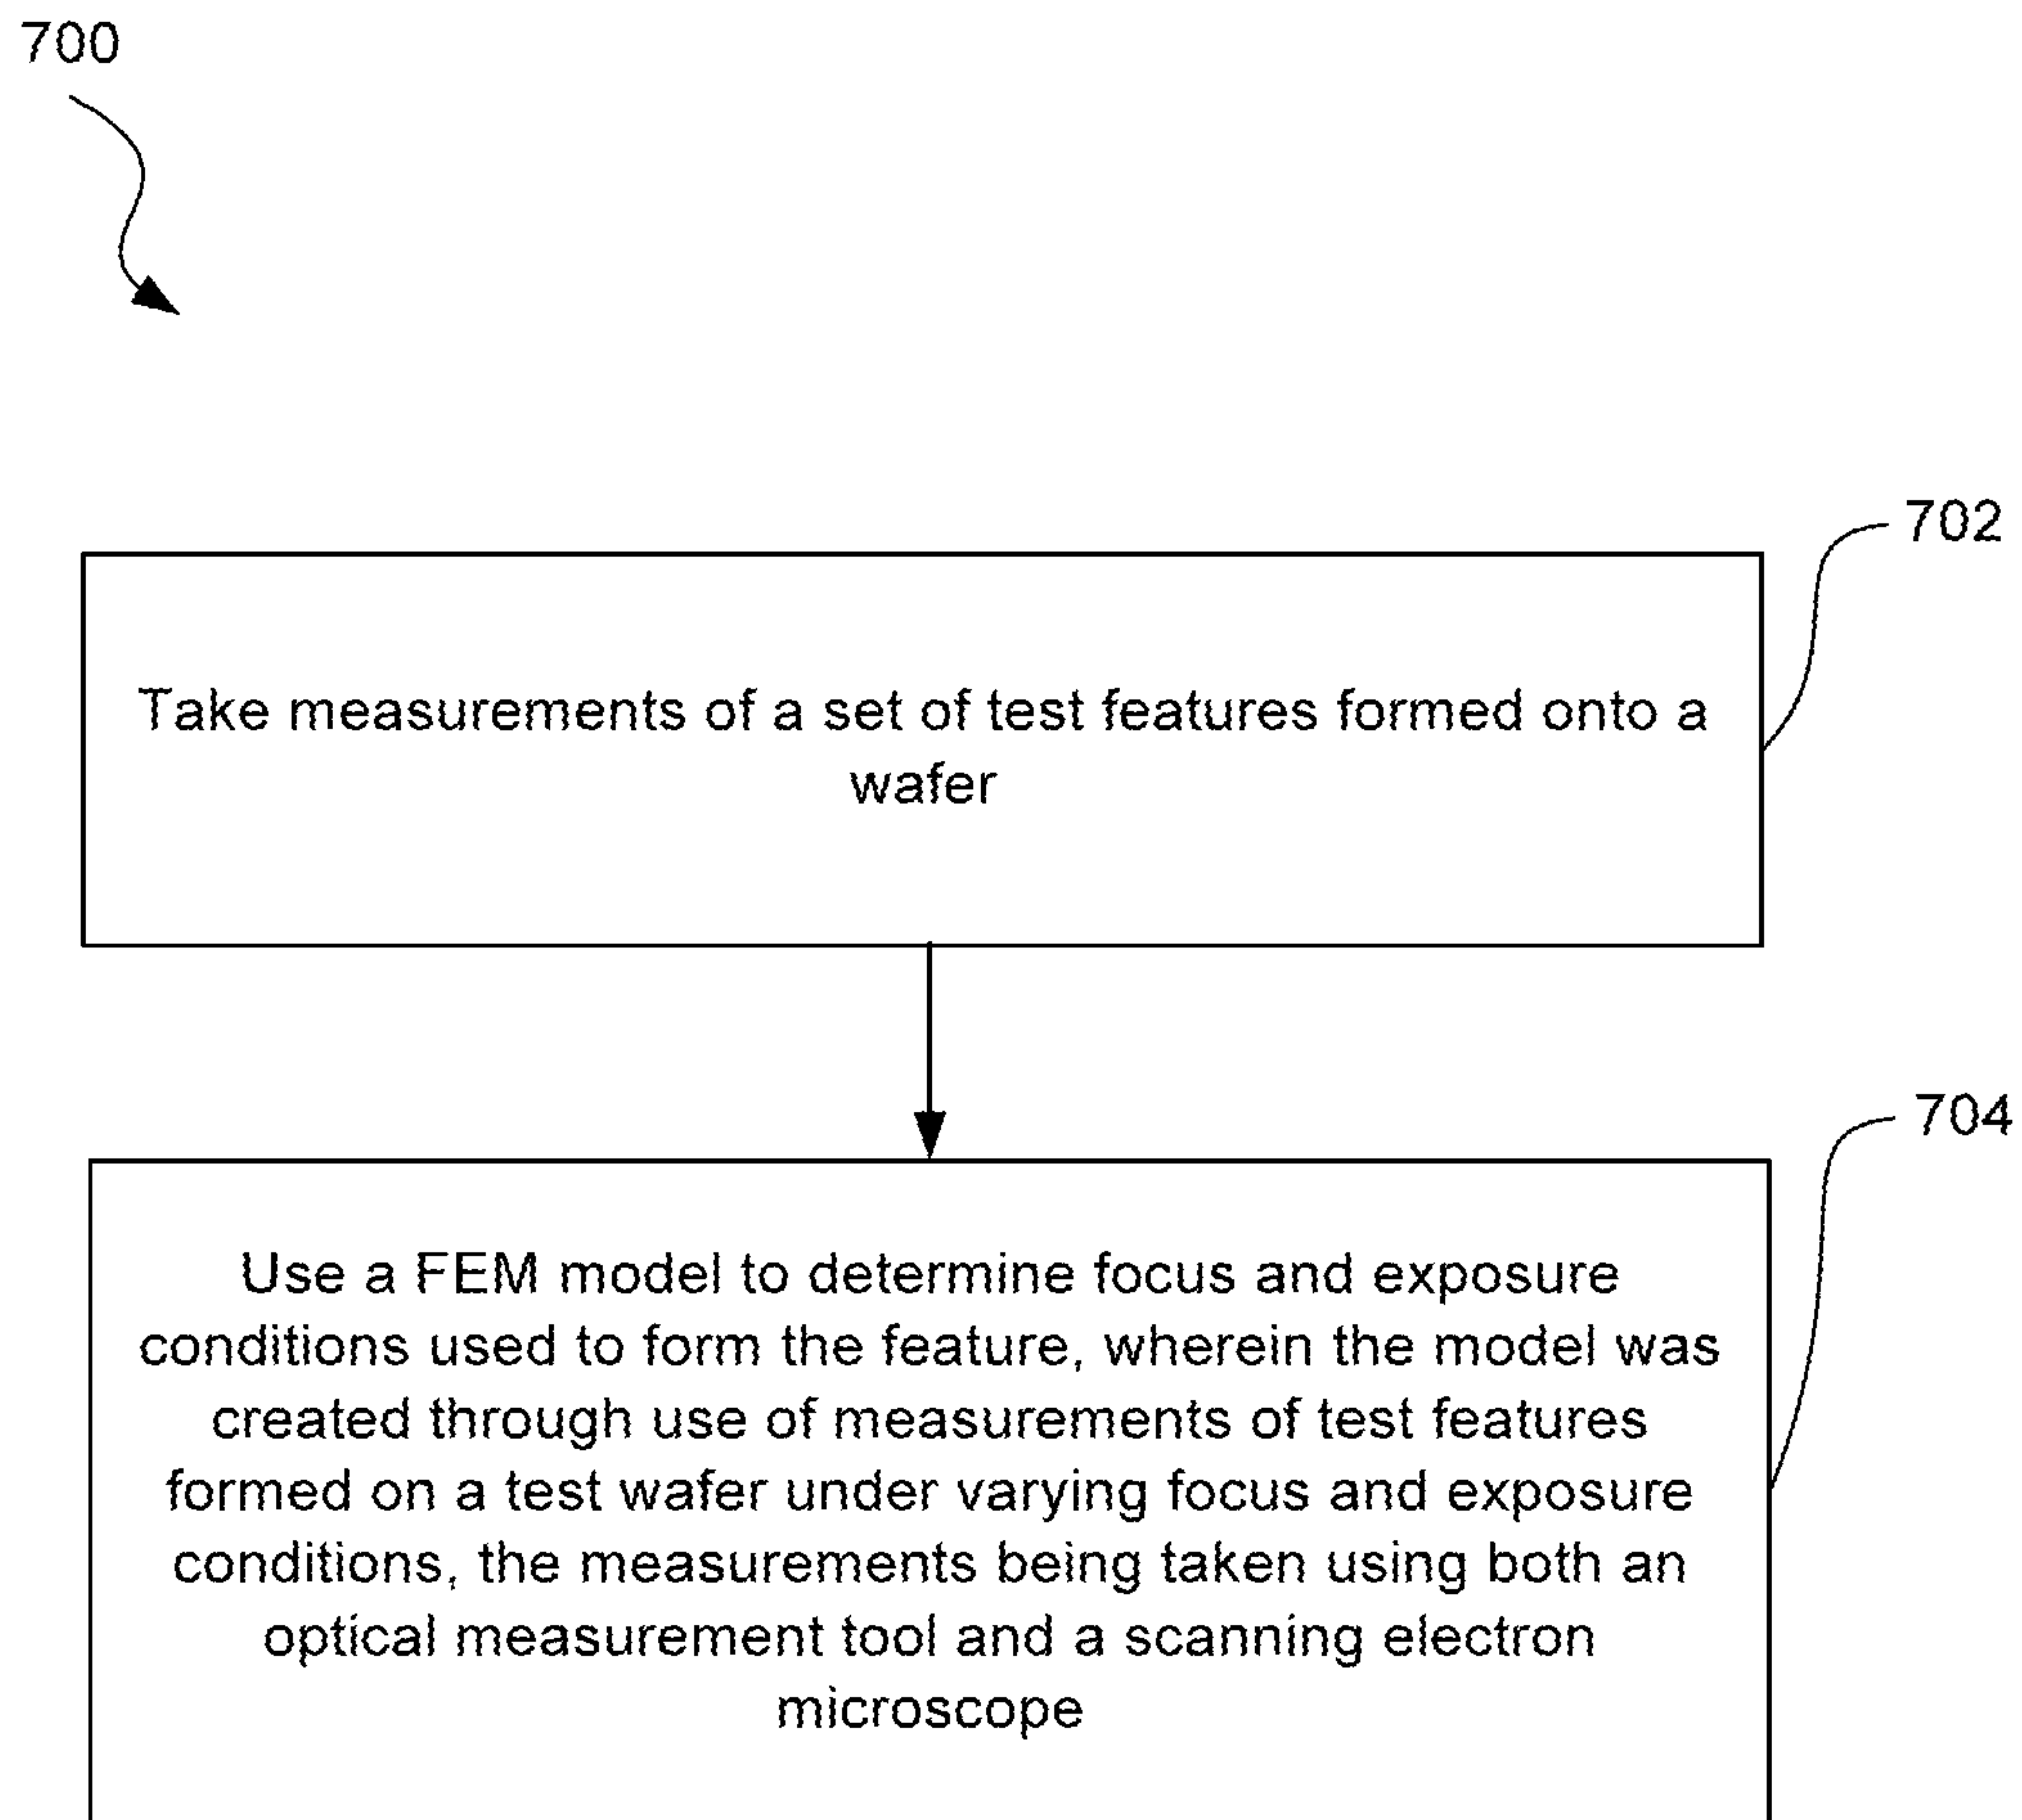 700
702
Take measurements of a set of test features formed onto a
wafer
704
Use a FEM model to determine focus and exposure
conditions used to form the feature, wherein the model was
created through use of measurements of test features
formed on a test wafer under varying focus and exposure
conditions, the measurements being taken using both an
optical measurement tool and a scanning electron
microscope